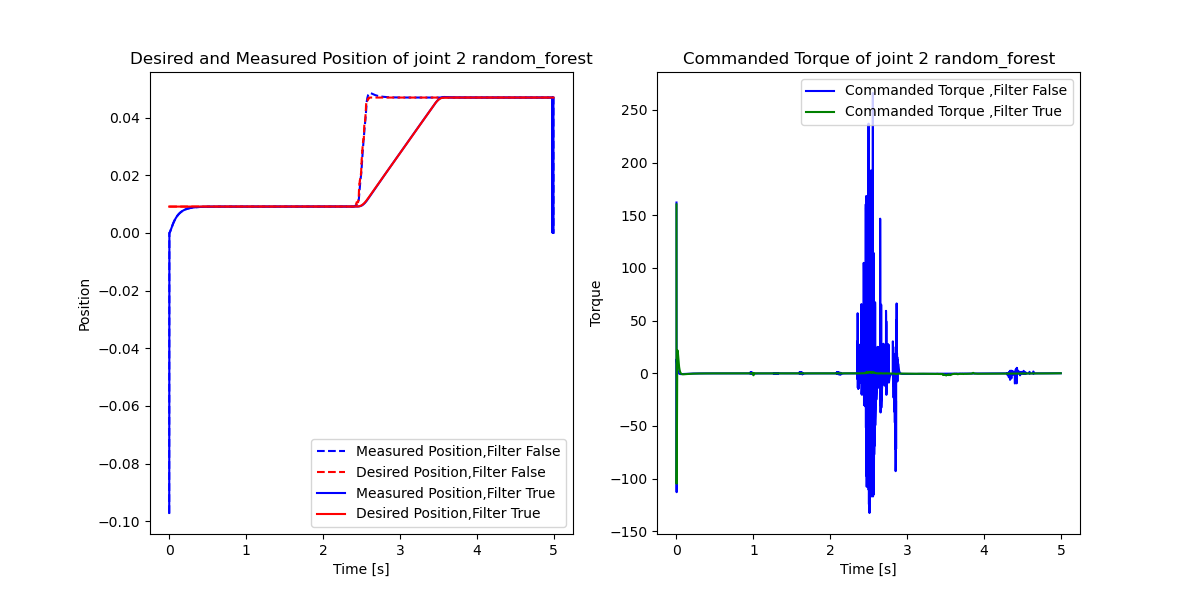 Desired and Measured Position of joint 2 random_forest
Position
0.04
0.02
0.00
−0.02
−0.04
−0.06
−0.08
−0.10
Measured Position,Filter False
Desired Position,Filter False
Measured Position,Filter True
Desired Position,Filter True
0 1 2 3 4 5
Time [s]
Commanded Torque of joint 2 random_forest
Torque
250
200
150
100
50
0
−50
−100
−150
Commanded Torque ,Filter False
Commanded Torque ,Filter True
0 1 2 3 4 5
Time [s]